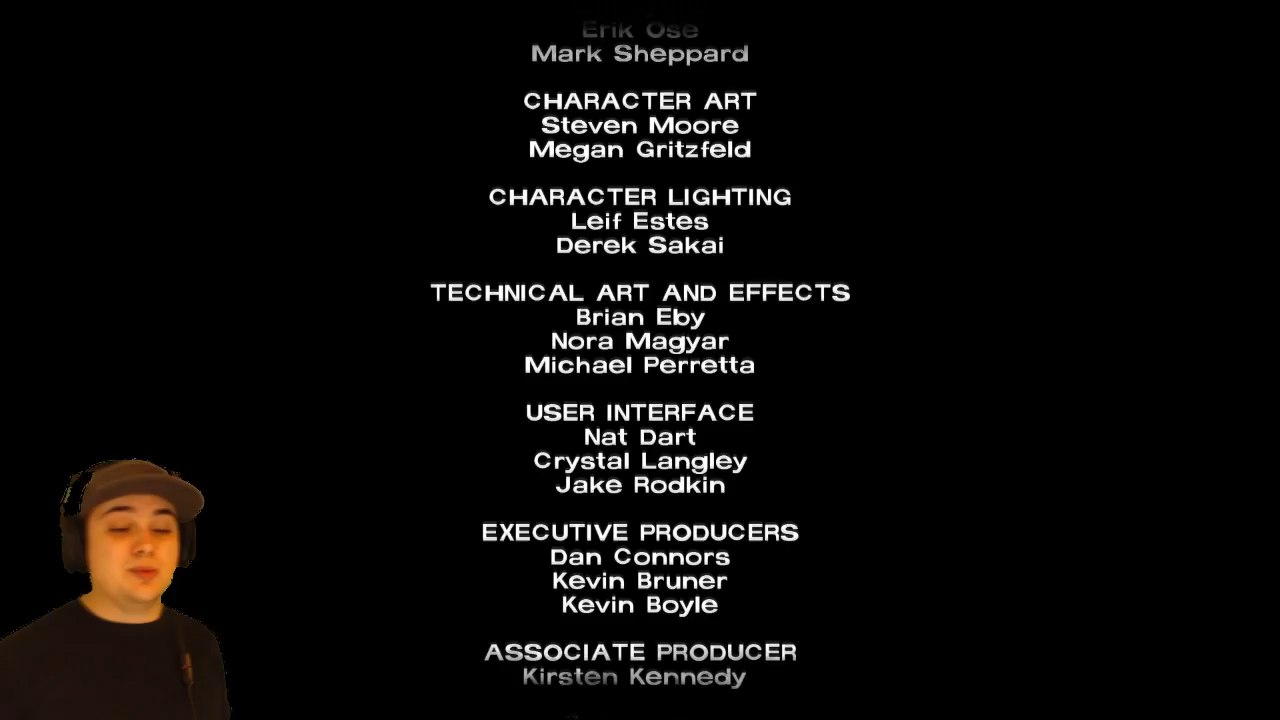 Erik Ose
Mark Sheppard
CHARACTER ART
Steven Moore
Megan Gritzfeld
CHARACTER LIGHTING
Leif Estes
Derek Sakai
TECHNICAL ART AND EFFECTS
Brian Eby
Nora Magyar
Michael Perretta
USER INTERFACE
Nat Dart
Crystal Langley
Jake Rodkin
EXECUTIVE PRODUCERS
Dan Connors
Kevin Bruner
Kevin Boyle
ASSOCIATE PRODUCER
Kirsten Kennedy